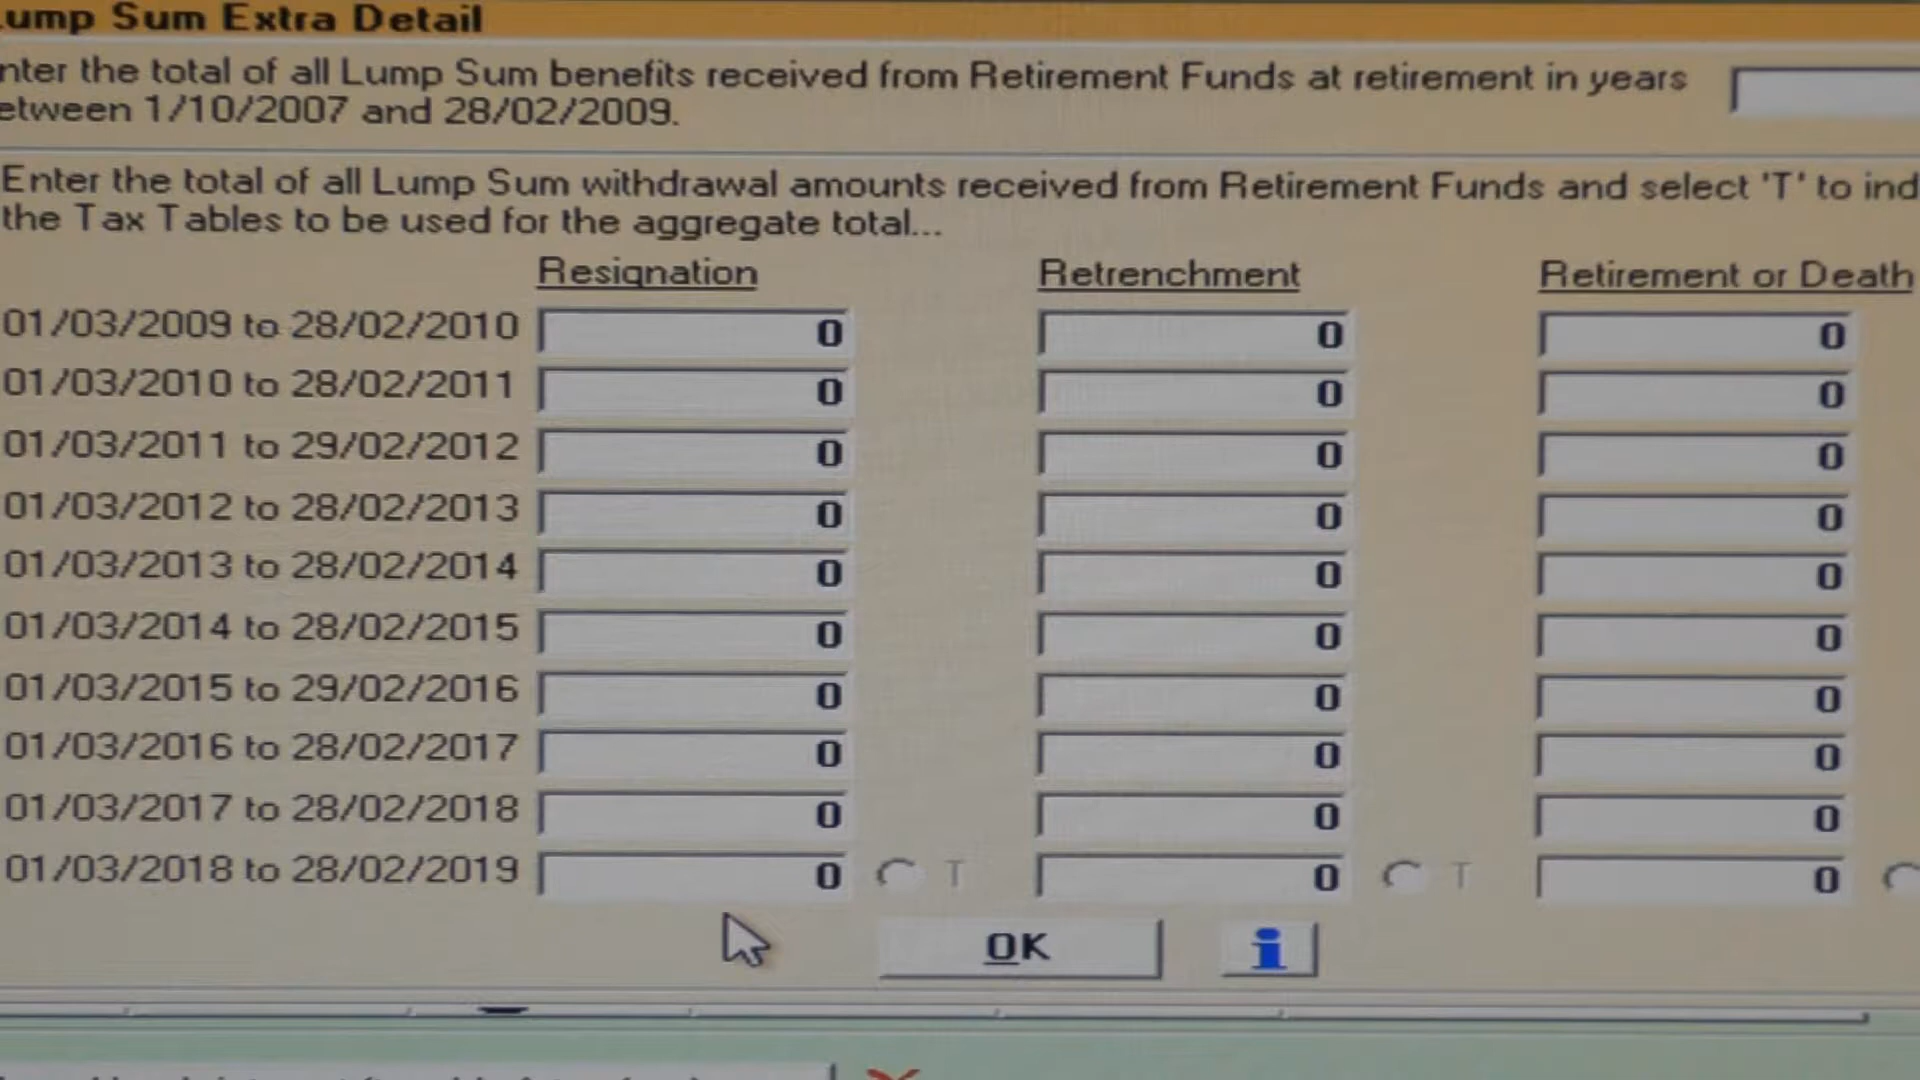 ump Sum Extra Detail
nter the total of all Lump Sum benefits received from Retirement Funds at retirement in years
etween 1/10/2007 and 28/02/2009.
Enter the total of all Lump Sum withdrawal amounts received from Retirement Funds and select 'T' to ind
the Tax Tables to be used for the aggregate total...
Resignation Retrenchment Retirement or Death
01/03/2009 to 28/02/2010 0 0 0
01/03/2010 to 28/02/2011 0 0 0
01/03/2011 to 29/02/2012 0 0 0
01/03/2012 to 28/02/2013 0 0 0
01/03/2013 to 28/02/2014 0 0 0
01/03/2014 to 28/02/2015 0 0 0
01/03/2015 to 29/02/2016 0 0 0
01/03/2016 to 28/02/2017 0 0 0
01/03/2017 to 28/02/2018 0 0 0
01/03/2018 to 28/02/2019 0 T 0 T 0
OK i